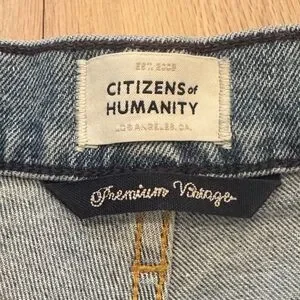 EST. 2003
CITIZENS of
HUMANITY
LOS ANGELES, CA.
Premium Vintage